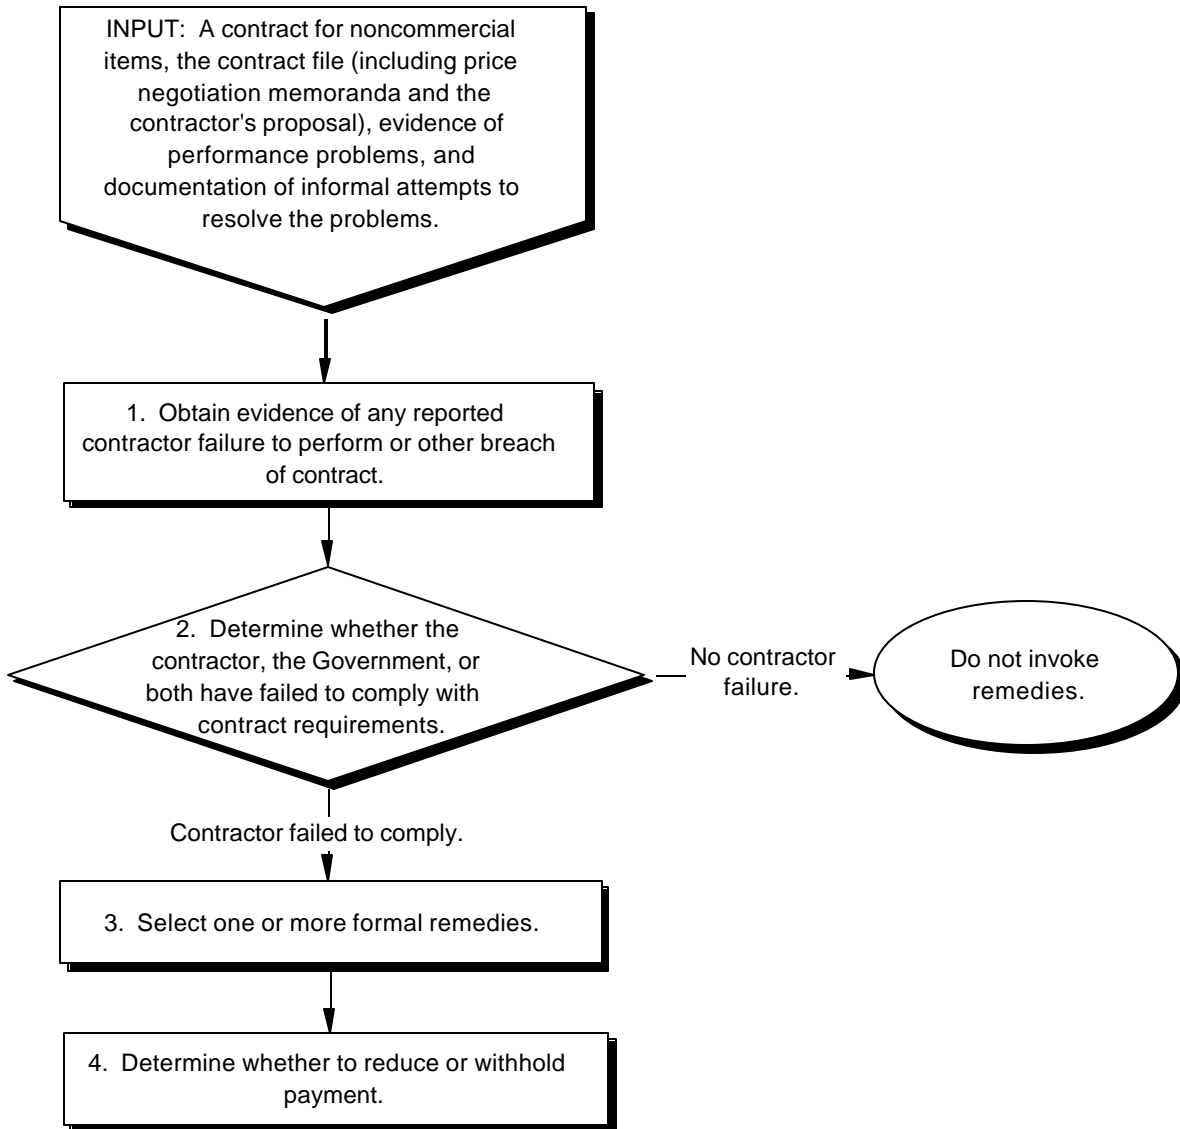 INPUT:  A contract for noncommercial
items, the contract file (including price
negotiation memoranda and the
contractor's proposal), evidence of
performance problems, and
documentation of informal attempts to
resolve the problems.
1.  Obtain evidence of any reported
contractor failure to perform or other breach
of contract.
2.  Determine whether the
contractor, the Government, or
both have failed to comply with
contract requirements.
No contractor
failure.
Do not invoke
remedies.
Contractor failed to comply.
3.  Select one or more formal remedies.
4.  Determine whether to reduce or withhold
payment.